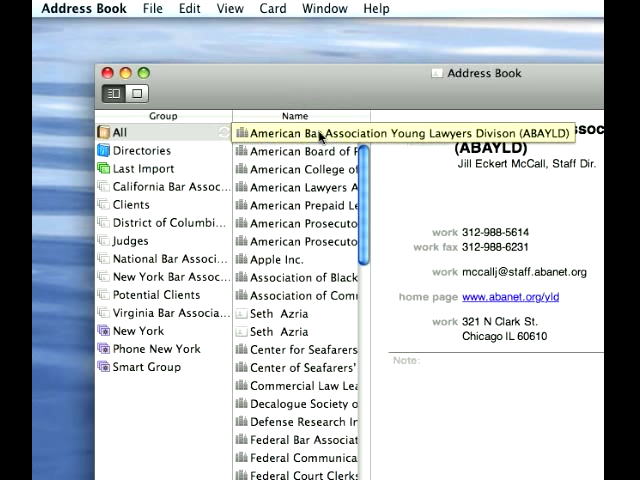 Address Book File Edit View Card Window Help
Address Book
Group Name
All
Directories
Last Import
California Bar Assoc...
Clients
District of Columbi...
Judges
National Bar Associ...
New York Bar Assoc...
Potential Clients
Virginia Bar Associa...
New York
Phone New York
Smart Group
American Bar Association Young Lawyers Divison (ABAYLD)
American Board of
American College of
American Lawyers A
American Prepaid Le
American Prosecuto
American Prosecuto
Apple Inc.
Association of Black
Association of Com
Seth Azria
Seth Azria
Center for Seafarers
Center of Seafarers'
Commercial Law Lea
Decalogue Society o
Defense Research In
Federal Bar Associat
Federal Communica
Federal Court Clerks
(ABAYLD)
Jill Eckert McCall, Staff Dir.
work 312-988-5614
work fax 312-988-6231
work mccallj@staff.abanet.org
home page www.abanet.org/yld
work 321 N Clark St.
Chicago IL 60610
Note: